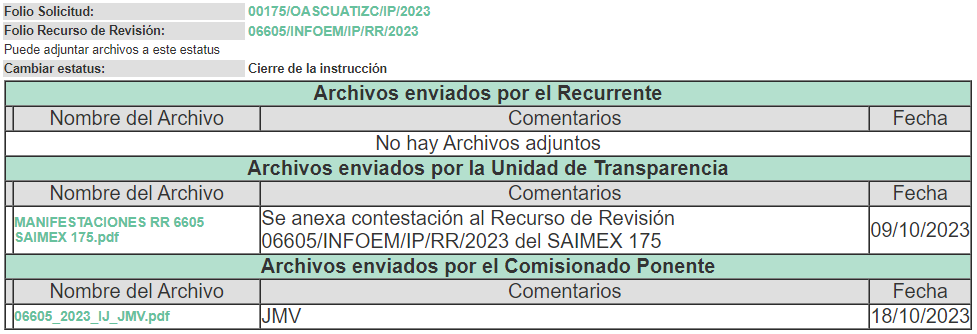 Folio Solicitud: 00175/OASCUATIZC/IP/2023
Folio Recurso de Revisión: 06605/INFOEM/IP/RR/2023
Puede adjuntar archivos a este estatus
Cambiar estatus: Cierre de la instrucción
Archivos enviados por el Recurrente
Nombre del Archivo Comentarios Fecha
No hay Archivos adjuntos
Archivos enviados por la Unidad de Transparencia
Nombre del Archivo Comentarios Fecha
MANIFESTACIONES RR 6605 SAIMEX 175.pdf Se anexa contestación al Recurso de Revisión 06605/INFOEM/IP/RR/2023 del SAIMEX 175 09/10/2023
Archivos enviados por el Comisionado Ponente
Nombre del Archivo Comentarios Fecha
06605_2023_IJ_JMV.pdf JMV 18/10/2023